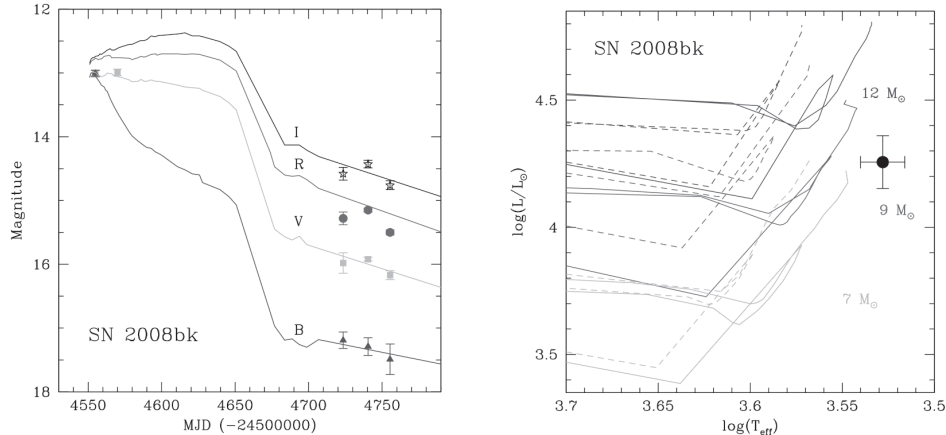 12
14
16
18
Magnitude
I
R
V
B
SN 2008bk
4550 4600 4650 4700 4750
MJD (-24500000)
SN 2008bk
4.5
4
3.5
log(L/L⊙)
12 M⊙
9 M⊙
7 M⊙
3.7 3.65 3.6 3.55 3.5
log(Teff)